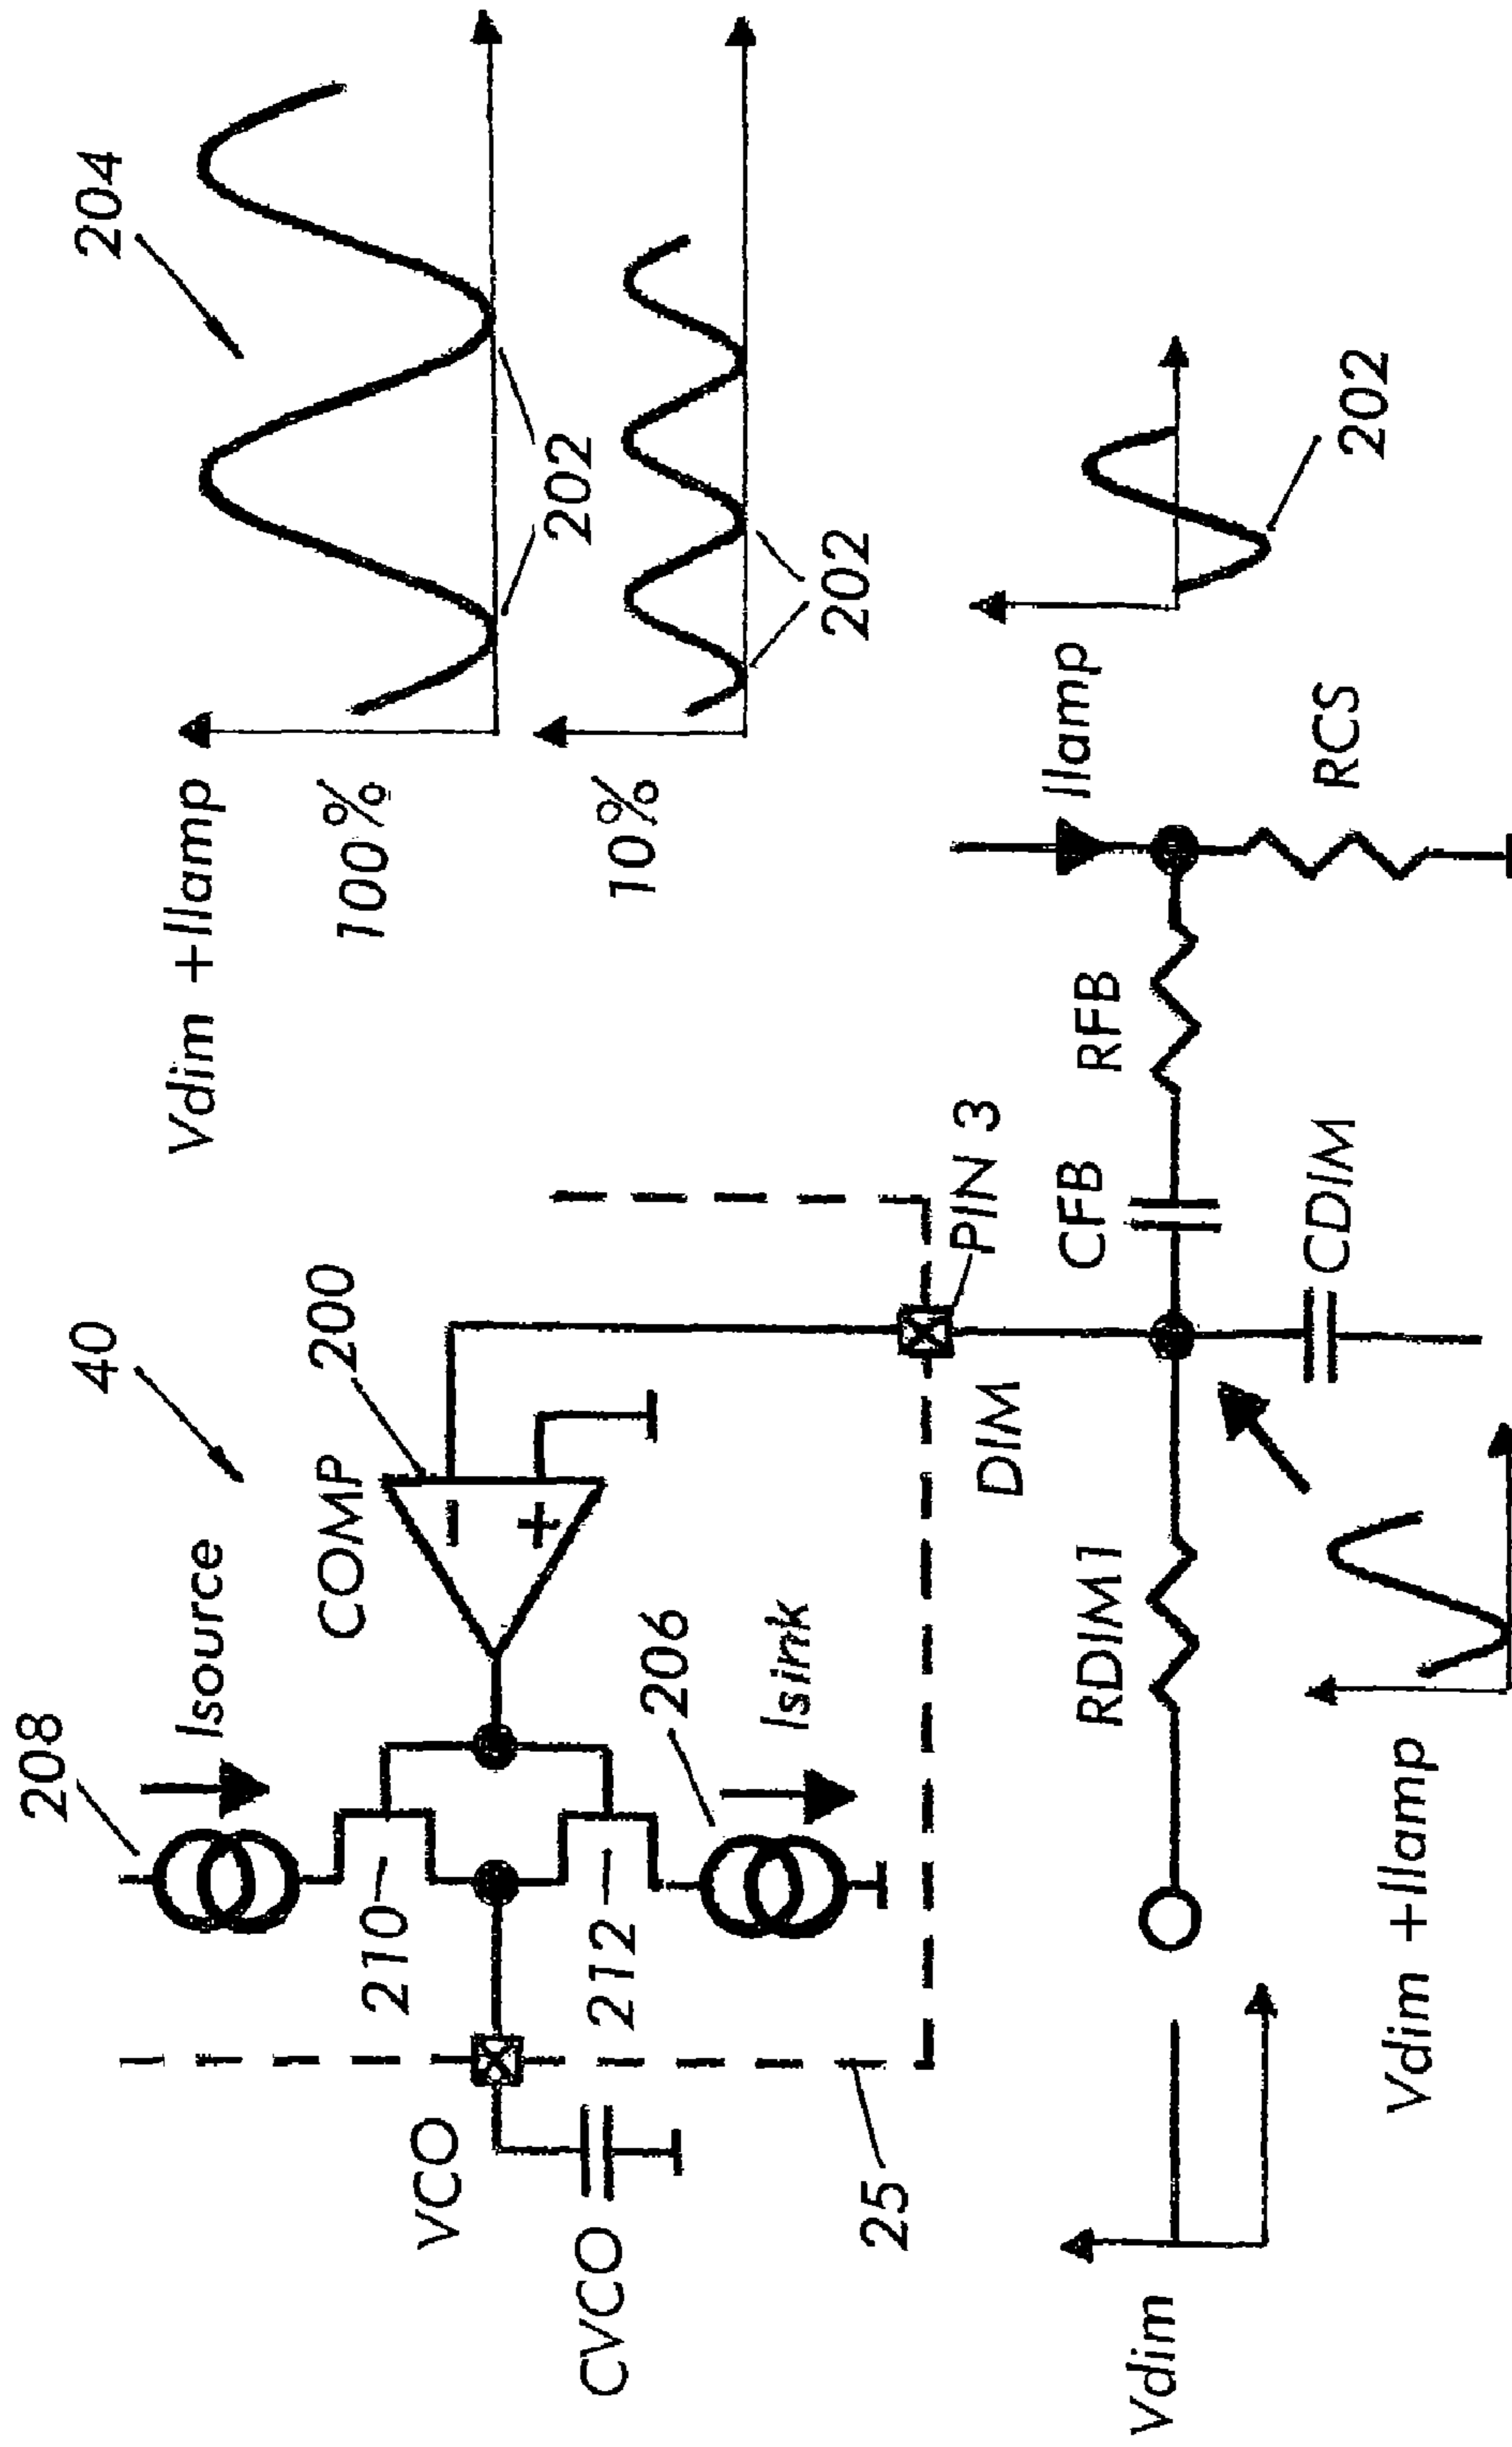 208
Isource
40
204
Vdim +Ilamp
COMP
200
100%
210
VCO
202
212
206
10%
CVCO
Isink
202
25
DIM
PIN 3
Ilamp
RDIM1
CFB
RFB
Vdim
CDIM
RCS
202
Vdim +Ilamp
−
+